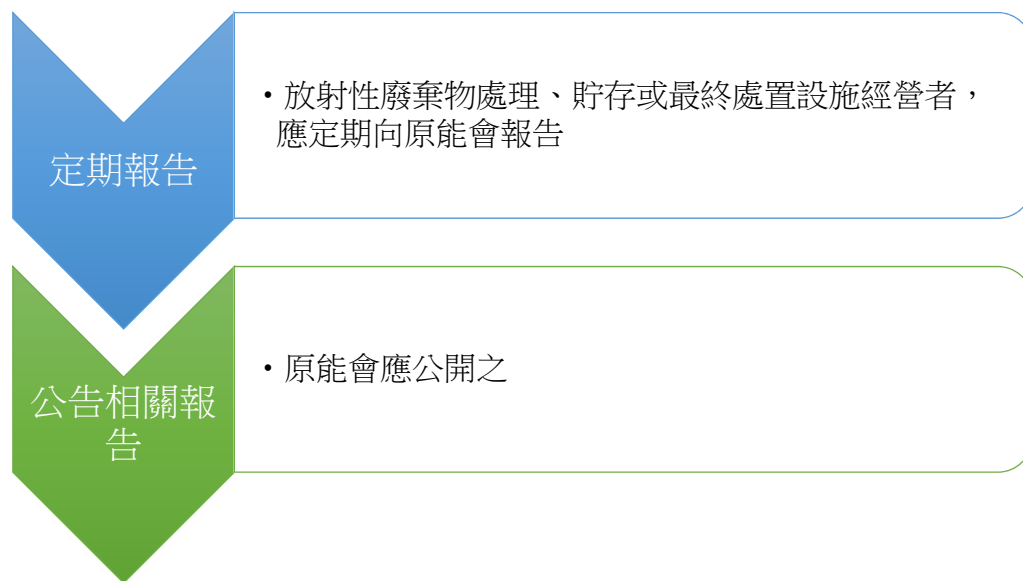 定期報告
・放射性廢棄物處理、貯存或最終處置設施經營者，
應定期向原能會報告
公告相關報
告
・原能會應公開之